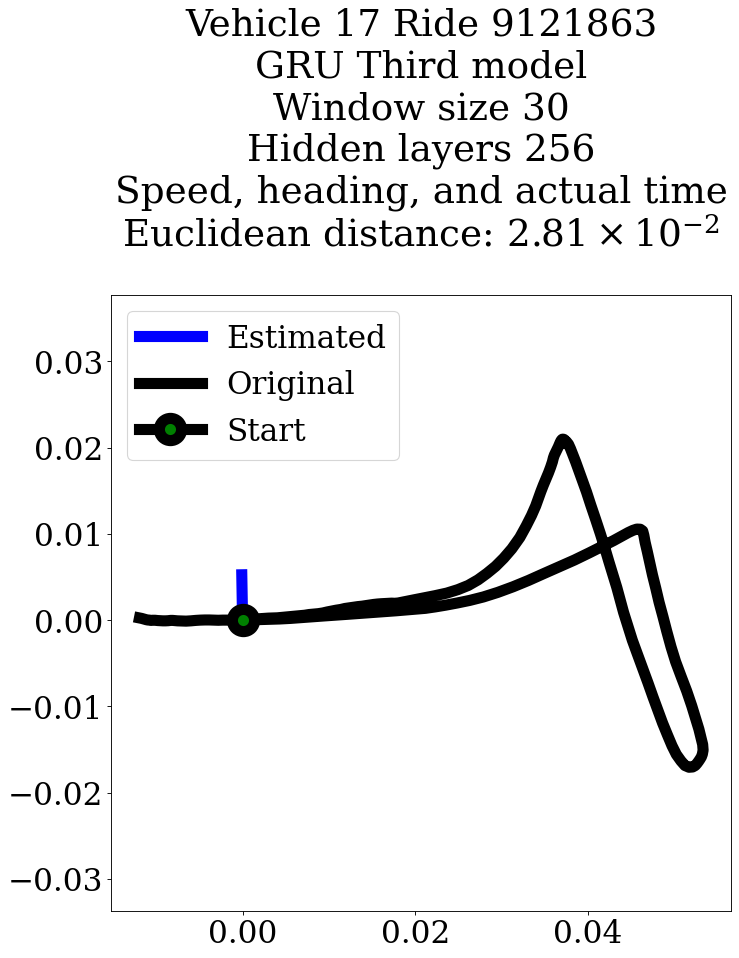 Vehicle 17 Ride 9121863
GRU Third model
Window size 30
Hidden layers 256
Speed, heading, and actual time
Euclidean distance: 2.81 × 10⁻²
Estimated
Original
Start
0.03
0.02
0.01
0.00
−0.01
−0.02
−0.03
0.00 0.02 0.04